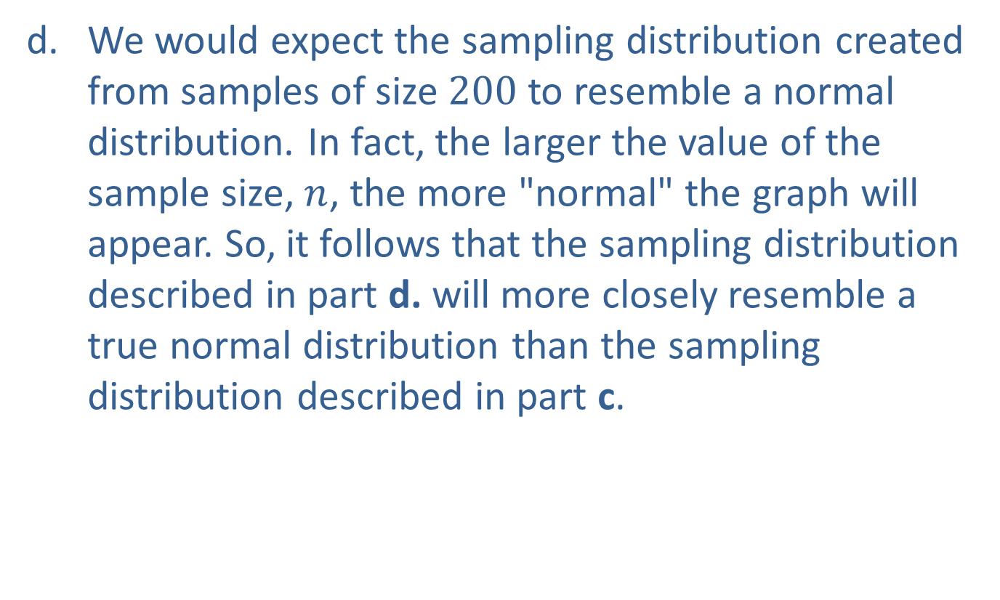 d. We would expect the sampling distribution created
from samples of size 200 to resemble a normal
distribution. In fact, the larger the value of the
sample size, n, the more "normal" the graph will
appear. So, it follows that the sampling distribution
described in part d. will more closely resemble a
true normal distribution than the sampling
distribution described in part c.